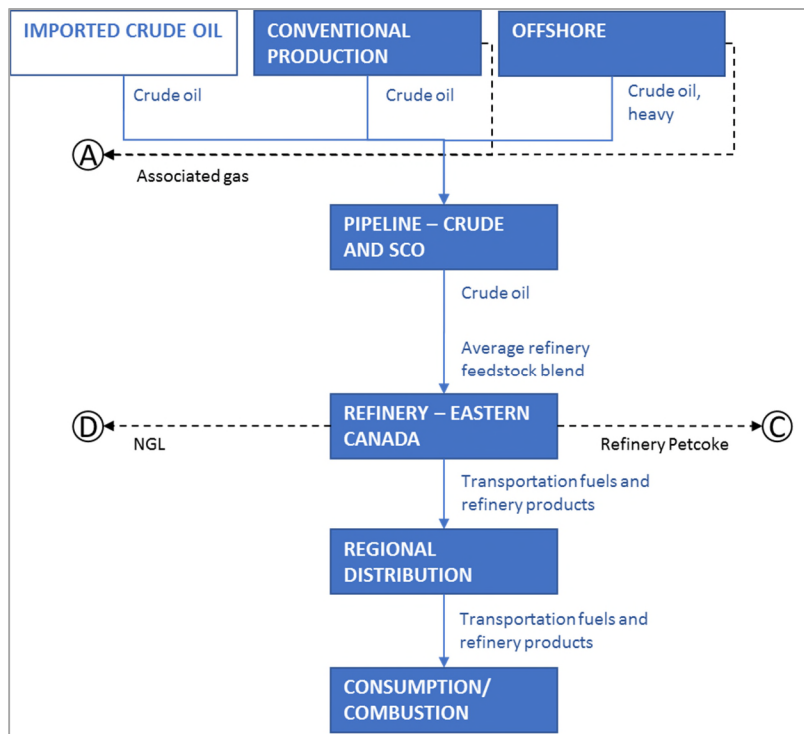 IMPORTED CRUDE OIL
CONVENTIONAL
PRODUCTION
OFFSHORE
Crude oil
Crude oil
Crude oil,
heavy
A
Associated gas
PIPELINE – CRUDE
AND SCO
Crude oil
Average refinery
feedstock blend
D
NGL
REFINERY – EASTERN
CANADA
Refinery Petcoke
C
Transportation fuels and
refinery products
REGIONAL
DISTRIBUTION
Transportation fuels and
refinery products
CONSUMPTION/
COMBUSTION